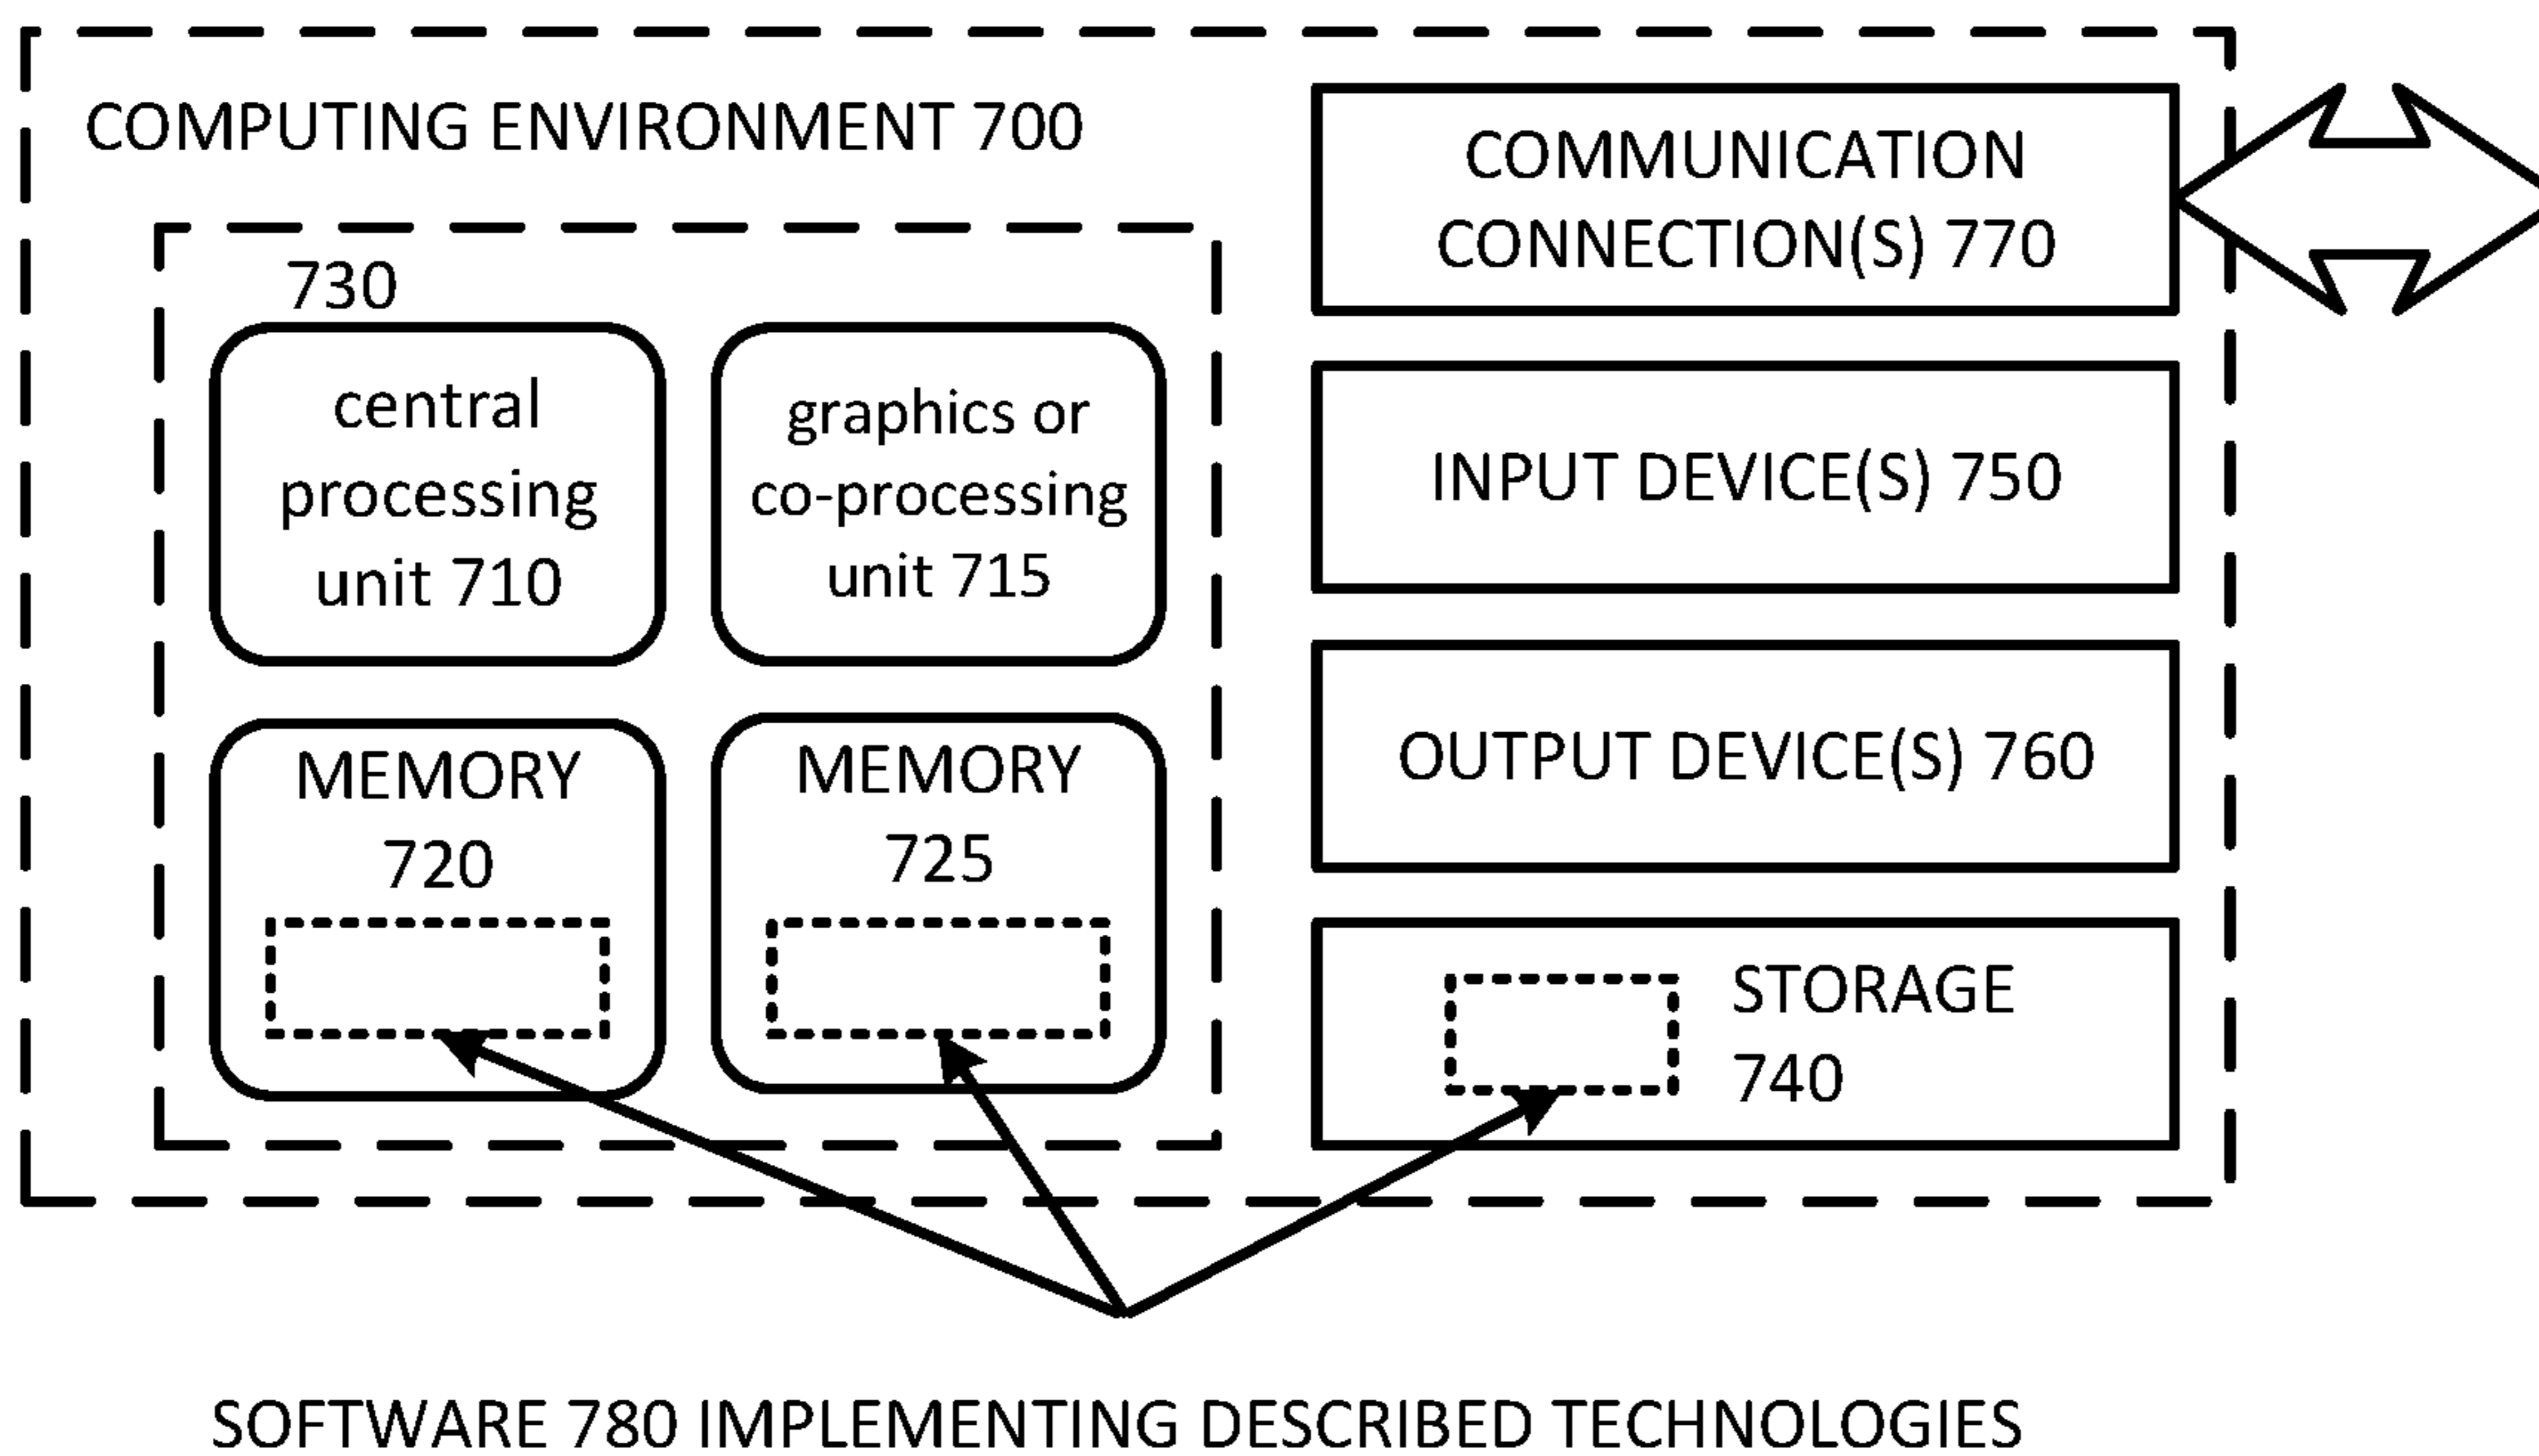 COMPUTING ENVIRONMENT 700
730
central
processing
unit 710
graphics or
co-processing
unit 715
MEMORY
720
MEMORY
725
COMMUNICATION
CONNECTION(S) 770
INPUT DEVICE(S) 750
OUTPUT DEVICE(S) 760
STORAGE
740
SOFTWARE 780 IMPLEMENTING DESCRIBED TECHNOLOGIES